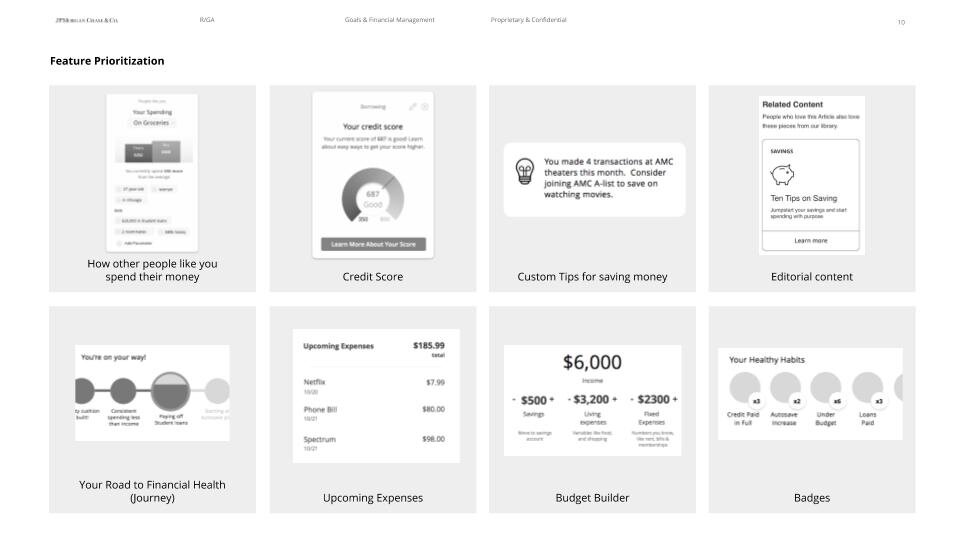 JPMORGAN CHASE & CO.
R/GA
Goals & Financial Management
Proprietary & Confidential
10
Feature Prioritization
People like you
Your Spending
On Groceries
How other people like you
spend their money
Borrowing
Your credit score
Your current score of 687 is good! Learn
about easy ways to get your score higher.
687
Good
350
Learn More About Your Score
Credit Score
You made 4 transactions at AMC
theaters this month. Consider
joining AMC A-list to save on
watching movies.
Custom Tips for saving money
Related Content
People who love this Article also love
these pieces from our library.
SAVINGS
Ten Tips on Saving
Jumpstart your savings and start
spending with purpose
Learn more
Editorial content
You're on your way!
ty cushion
built!
Consistent
spending less
than income
Paying off
Student loans
Your Road to Financial Health
(Journey)
Upcoming Expenses
$185.99
total
Netflix
$7.99
10/20
Phone Bill
$80.00
10/21
Spectrum
$98.00
10/21
Upcoming Expenses
$6,000
Income
- $500 +
- $3,200 +
- $2300 +
Savings
Living
expenses
Fixed
Expenses
Move to savings
account
Variables like food,
and shopping
Numbers you know,
like rent, bills &
memberships
Budget Builder
Your Healthy Habits
x3
x2
x6
x3
Credit Paid
in Full
Autosave
Increase
Under
Budget
Loans
Paid
Badges